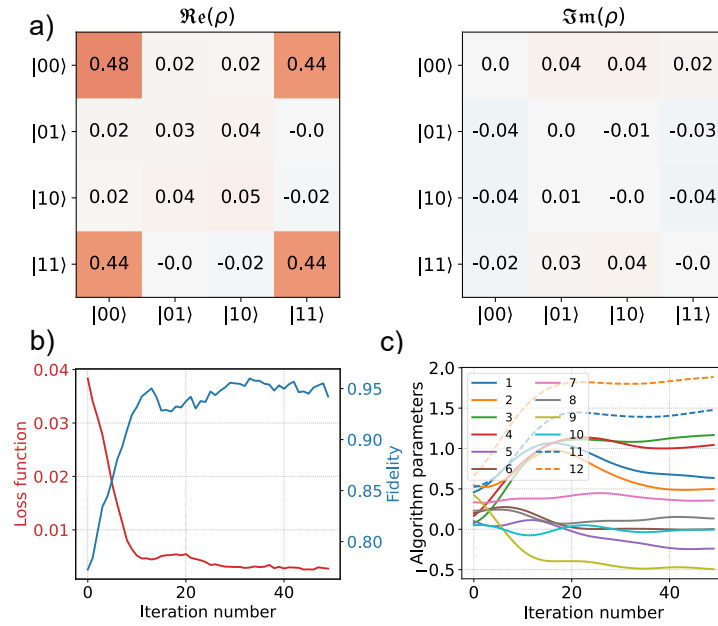 a)
ℜe(ρ)
|00⟩ 0.48 0.02 0.02 0.44
|01⟩ 0.02 0.03 0.04 -0.0
|10⟩ 0.02 0.04 0.05 -0.02
|11⟩ 0.44 -0.0 -0.02 0.44
|00⟩ |01⟩ |10⟩ |11⟩
ℑm(ρ)
|00⟩ 0.0 0.04 0.04 0.02
|01⟩ -0.04 0.0 -0.01 -0.03
|10⟩ -0.04 0.01 -0.0 -0.04
|11⟩ -0.02 0.03 0.04 -0.0
|00⟩ |01⟩ |10⟩ |11⟩
b)
Loss function
0.04
0.03
0.02
0.01
0 20 40
Iteration number
0.95
0.90
0.85
0.80
Fidelity
c)
Algorithm parameters
2.0
1.5
1.0
0.5
0.0
−0.5
1 7
2 8
3 9
4 10
5 11
6 12
0 20 40
Iteration number